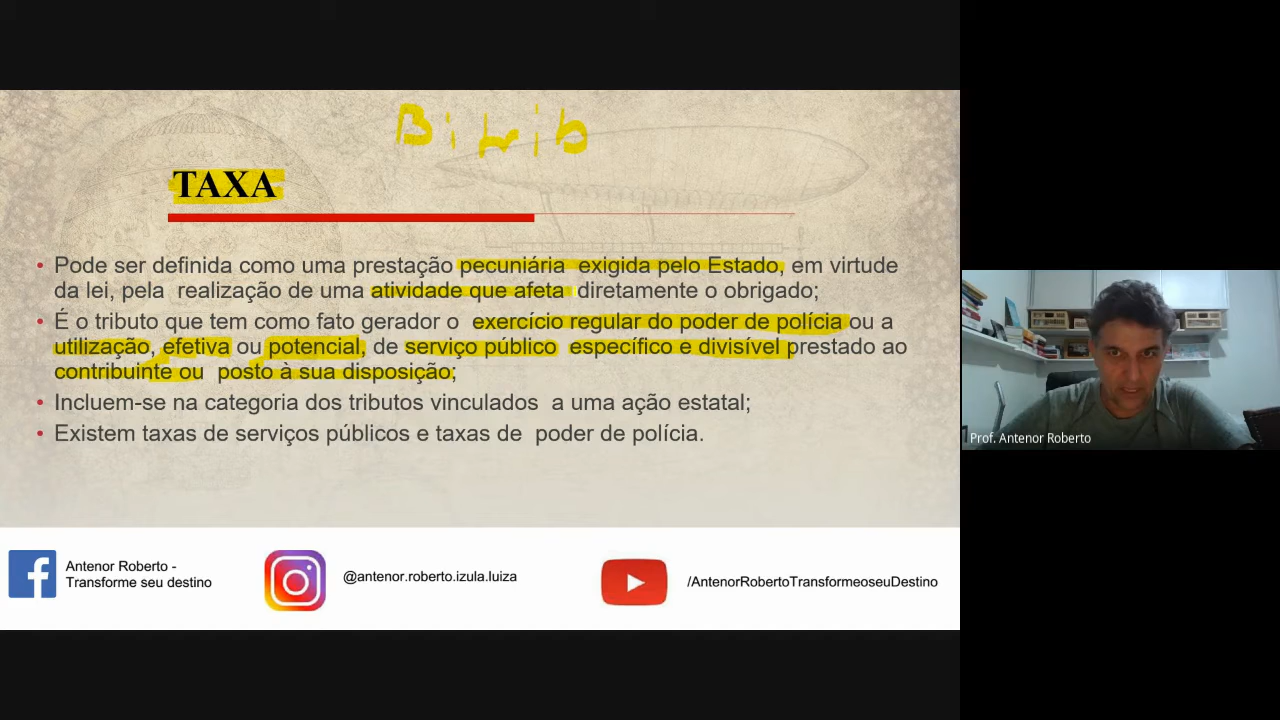 TAXA
• Pode ser definida como uma prestação pecuniária exigida pelo Estado, em virtude
da lei, pela realização de uma atividade que afeta diretamente o obrigado;
• É o tributo que tem como fato gerador o exercício regular do poder de polícia ou a
utilização, efetiva ou potencial, de serviço público específico e divisível prestado ao
contribuinte ou posto à sua disposição;
• Incluem-se na categoria dos tributos vinculados a uma ação estatal;
• Existem taxas de serviços públicos e taxas de poder de polícia.
Prof. Antenor Roberto
Antenor Roberto -
Transforme seu destino
@antenor.roberto.izula.luiza
/AntenorRobertoTransformeoseuDestino